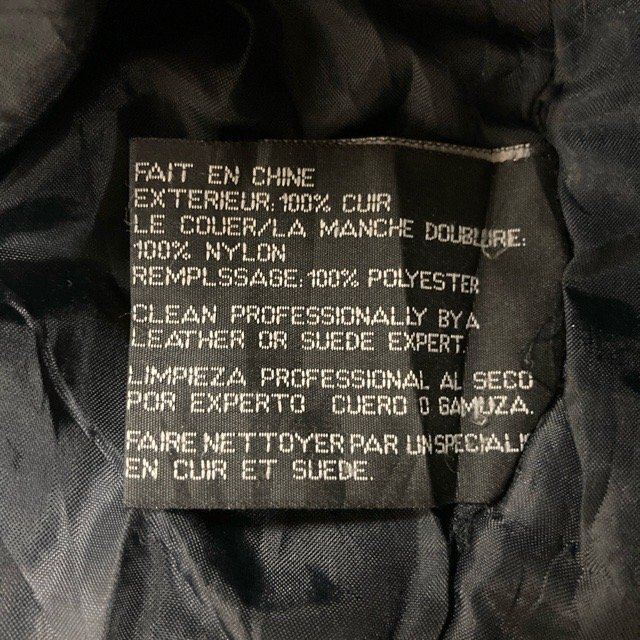 FAIT EN CHINE
EXTERIEUR: 100% CUIR
LE COUER/LA MANCHE DOUBLURE:
100% NYLON
REMPLSSAGE: 100% POLYESTER
CLEAN PROFESSIONALLY BY A
LEATHER OR SUEDE EXPERT.
LIMPIEZA PROFESSIONAL AL SECO
POR EXPERTO CUERO O GAMUZA.
FAIRE NETTOYER PAR UN SPECIALI
EN CUIR ET SUEDE.